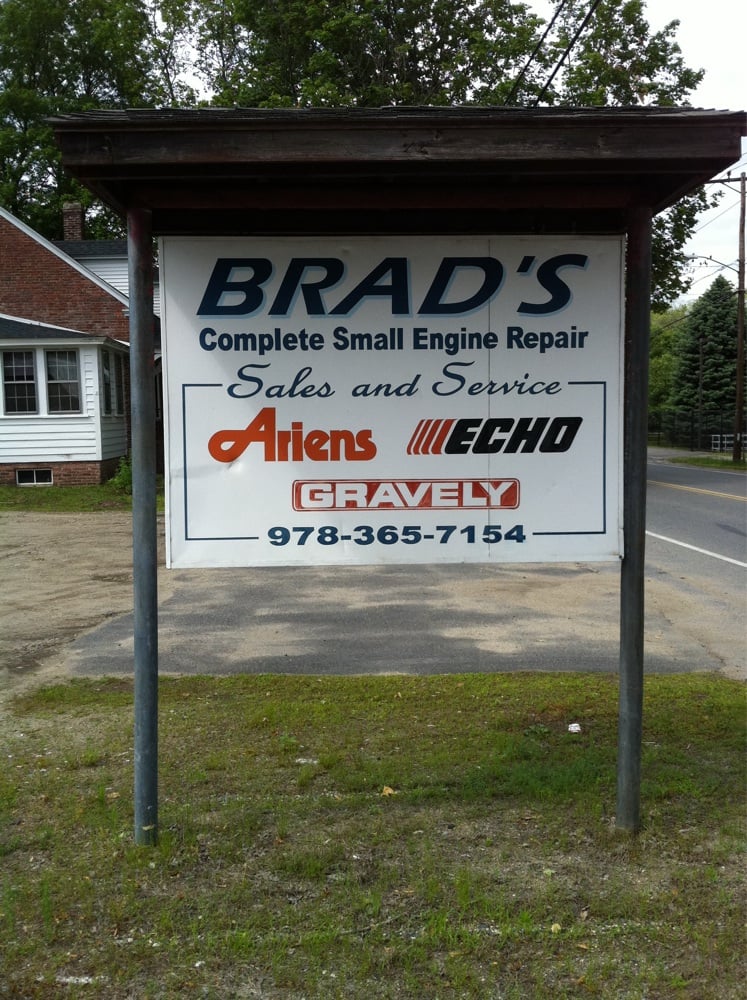 BRAD'S
Complete Small Engine Repair
Sales and Service
Ariens ECHO
GRAVELY
978-365-7154